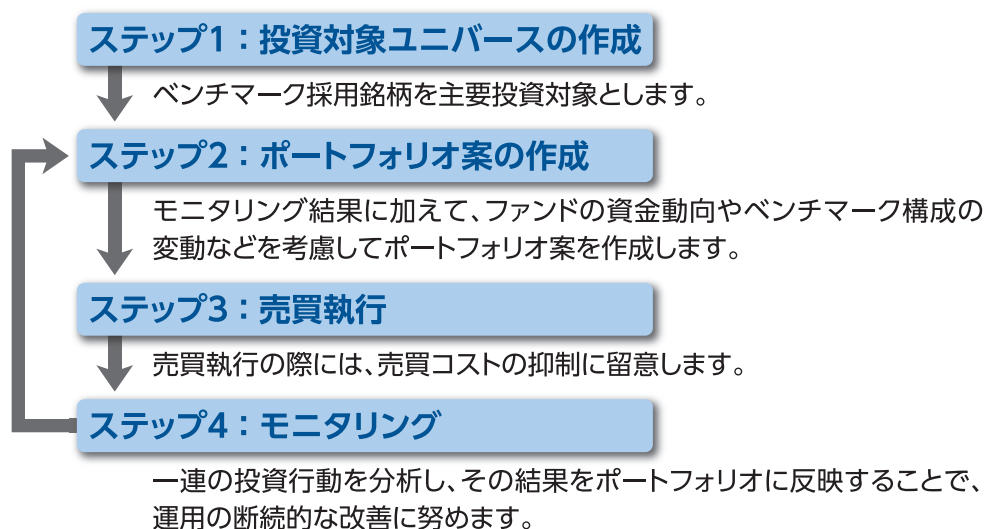 ステップ1：投資対象ユニバースの作成
ベンチマーク採用銘柄を主要投資対象とします。
ステップ2：ポートフォリオ案の作成
モニタリング結果に加えて、ファンドの資金動向やベンチマーク構成の
変動などを考慮してポートフォリオ案を作成します。
ステップ3：売買執行
売買執行の際には、売買コストの抑制に留意します。
ステップ4：モニタリング
一連の投資行動を分析し、その結果をポートフォリオに反映することで、
運用の断続的な改善に努めます。